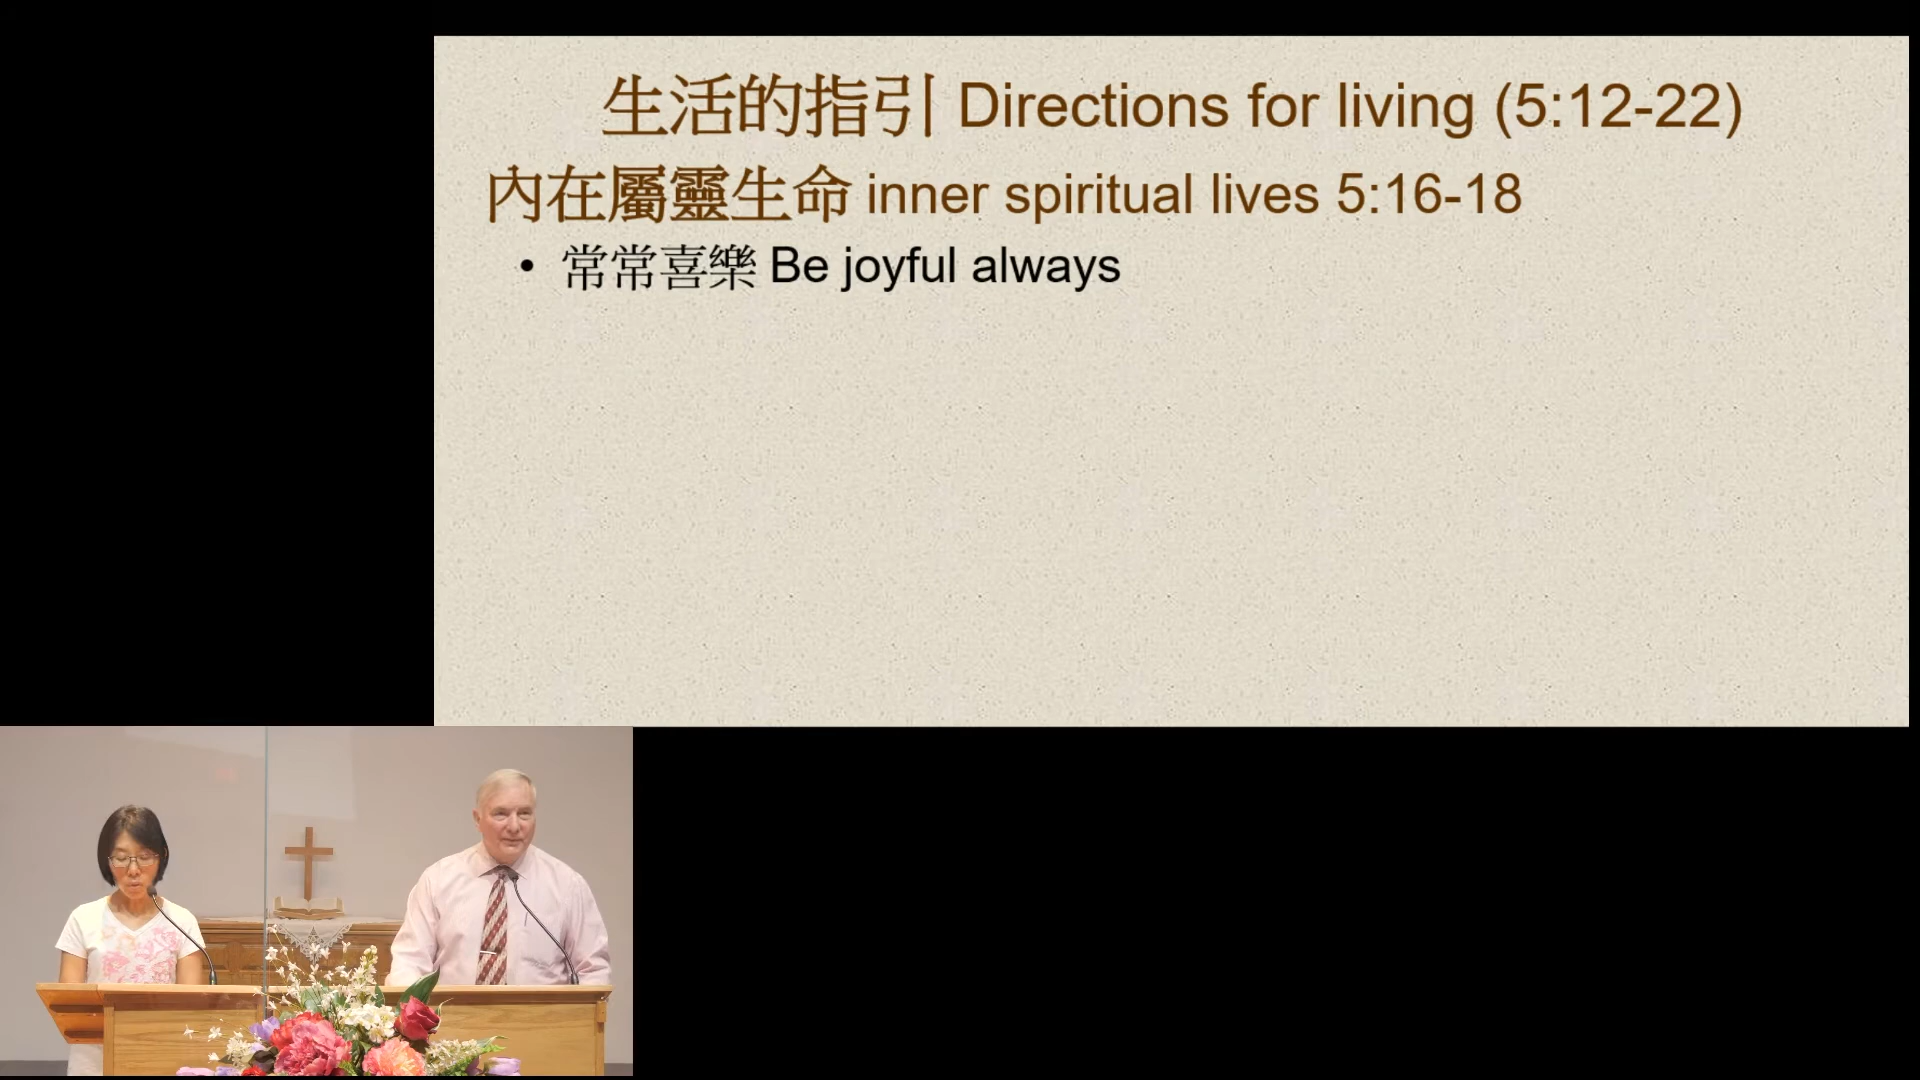 生活的指引 Directions for living (5:12-22)
內在屬靈生命 inner spiritual lives 5:16-18
• 常常喜樂 Be joyful always